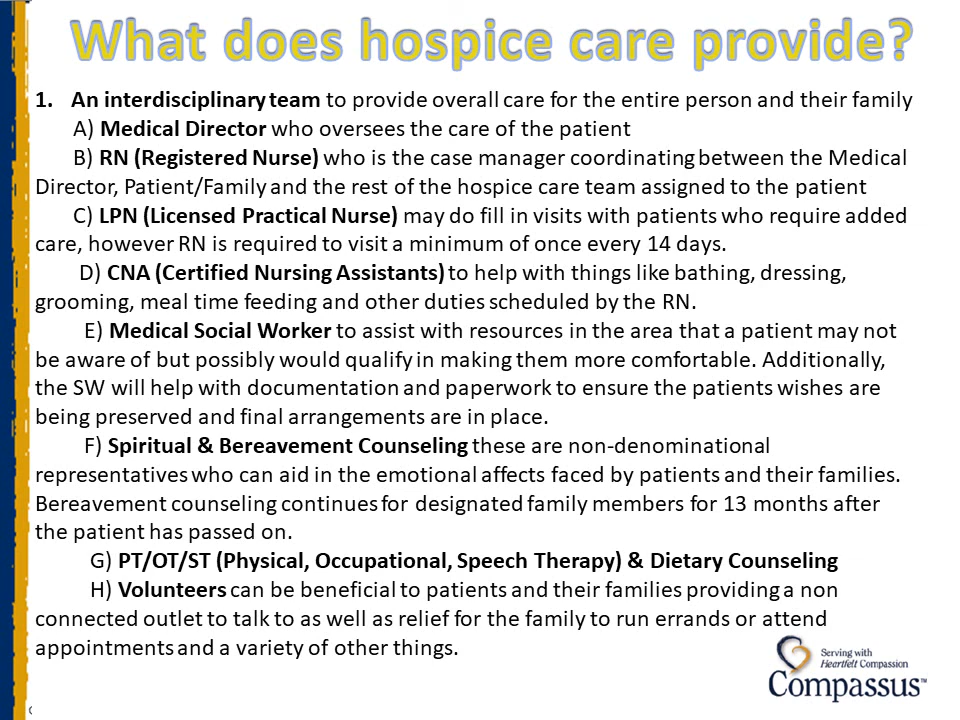 What does hospice care provide?
1. An interdisciplinary team to provide overall care for the entire person and their family
A) Medical Director who oversees the care of the patient
B) RN (Registered Nurse) who is the case manager coordinating between the Medical
Director, Patient/Family and the rest of the hospice care team assigned to the patient
C) LPN (Licensed Practical Nurse) may do fill in visits with patients who require added
care, however RN is required to visit a minimum of once every 14 days.
D) CNA (Certified Nursing Assistants) to help with things like bathing, dressing,
grooming, meal time feeding and other duties scheduled by the RN.
E) Medical Social Worker to assist with resources in the area that a patient may not
be aware of but possibly would qualify in making them more comfortable. Additionally,
the SW will help with documentation and paperwork to ensure the patients wishes are
being preserved and final arrangements are in place.
F) Spiritual & Bereavement Counseling these are non-denominational
representatives who can aid in the emotional affects faced by patients and their families.
Bereavement counseling continues for designated family members for 13 months after
the patient has passed on.
G) PT/OT/ST (Physical, Occupational, Speech Therapy) & Dietary Counseling
H) Volunteers can be beneficial to patients and their families providing a non
connected outlet to talk to as well as relief for the family to run errands or attend
appointments and a variety of other things.
Serving with
Heartfelt Compassion
Compassus™